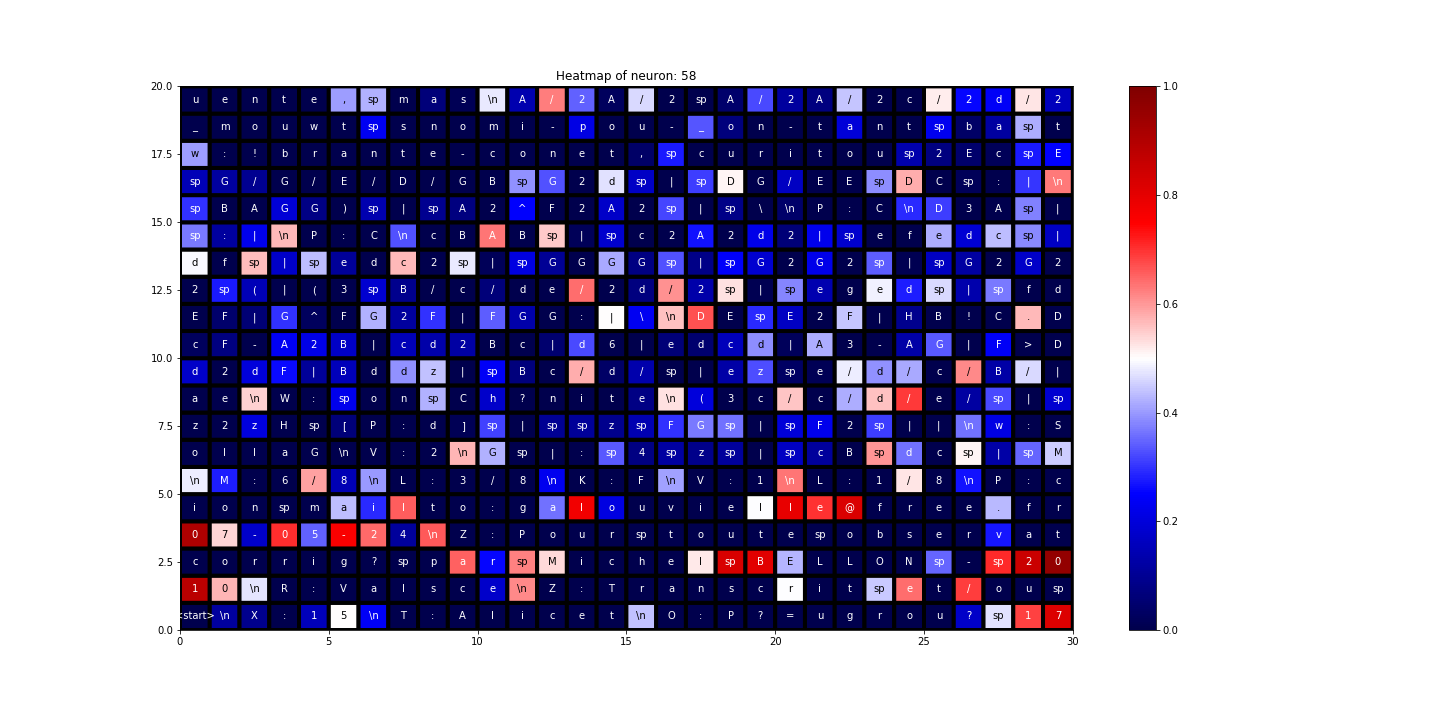 Heatmap of neuron: 58
20.0 u e n t e , sp m a s \n A / 2 A / 2 sp A / 2 A / 2 c / 2 d / 2 1.0
_ m o u w t sp s n o m i - p o u - _ o n - t a n t sp b a sp t
17.5 w : ! b r a n t e - c o n e t , sp c u r i t o u sp 2 E c sp E
sp G / G / E / D / G B sp G 2 d sp | sp D G / E E sp D C sp : | \n 0.8
15.0 sp B A G G ) sp | sp A 2 ^ F 2 A 2 sp | sp \ \n P : C \n D 3 A sp |
sp : | \n P : C \n c B A B sp | sp c 2 A 2 d 2 | sp e f e d c sp |
d f sp | sp e d c 2 sp | sp G G G G sp | sp G 2 G 2 sp | sp G 2 G 2
12.5 2 sp ( | ( 3 sp B / c / d e / 2 d / 2 sp | sp e g e d sp | sp f d 0.6
E F | G ^ F G 2 F | F G G : | \ \n D E sp E 2 F | H B ! C . D
10.0 c F - A 2 B | c d 2 B c | d 6 | e d c d | A 3 - A G | F > D
d 2 d F | B d d z | sp B c / d / sp | e z sp e / d / c / B / |
a e \n W : sp o n sp C h ? n i t e \n ( 3 c / c / d / e / sp | sp 0.4
7.5 z 2 z H sp [ P : d ] sp | sp sp z sp F G sp | sp F 2 sp | | \n w : S
o l l a G \n V : 2 \n G sp | : sp 4 sp z sp | sp c B sp d c sp | sp M
5.0 \n M : 6 / 8 \n L : 3 / 8 \n K : F \n V : 1 \n L : 1 / 8 \n P : c
i o n sp m a i l t o : g a l o u v i e l l e @ f r e e . f r 0.2
0 7 - 0 5 - 2 4 \n Z : P o u r sp t o u t e sp o b s e r v a t
2.5 c o r r i g ? sp p a r sp M i c h e l sp B E L L O N sp - sp 2 0
1 0 \n R : V a l s c e \n Z : T r a n s c r i t sp e t / o u sp
0.0 <start> \n X : 1 5 \n T : A l i c e t \n O : P ? = u g r o u ? sp 1 7 0.0
0 5 10 15 20 25 30